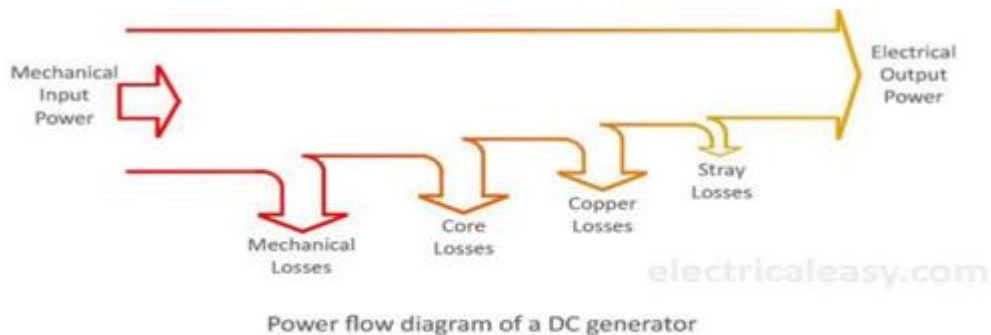 Mechanical
Input
Power
Electrical
Output
Power
Mechanical
Losses
Core
Losses
Copper
Losses
Stray
Losses
electricaleasy.com
Power flow diagram of a DC generator